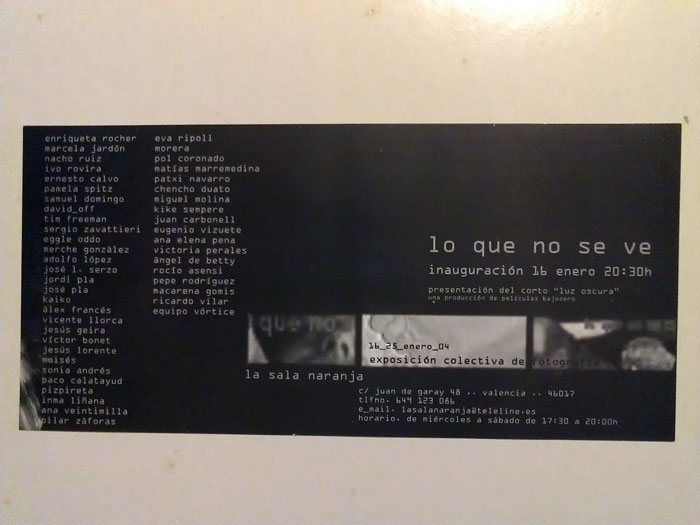 enriqueta rocher
marcela jardón
nacho ruiz
ivo rovira
ernesto calvo
pamela spitz
samuel domingo
david_off
tim freeman
sergio zavattieri
eggle oddo
merche gonzález
adolfo lópez
josé l. serzo
jordi pla
josé pla
kaiko
àlex francés
vicente llorca
jesús geira
víctor bonet
jesús lorente
moisés
sonia andrés
paco calatayud
pizpireta
inma liñana
ana veintimilla
pilar záforas
eva ripoll
morera
pol coronado
matías marremedina
patxi navarro
chencho duato
miguel molina
kike sempere
juan carbonell
eugenio vizuete
ana elena pena
victoria perales
ángel de betty
rocío asensi
pepe rodríguez
macarena gomis
ricardo vilar
equipo vórtice
lo que no se ve
inauguración 16 enero 20:30h
presentación del corto "luz oscura"
una producción de películas bajozero
que no
16_25_enero_04
exposición colectiva de fotografía
la sala naranja
c/ juan de garay 48 .. valencia .. 46017
tlfno. 649 123 086
e_mail. lasalanaranja@teleline.es
horario. de miércoles a sábado de 17:30 a 20:00h